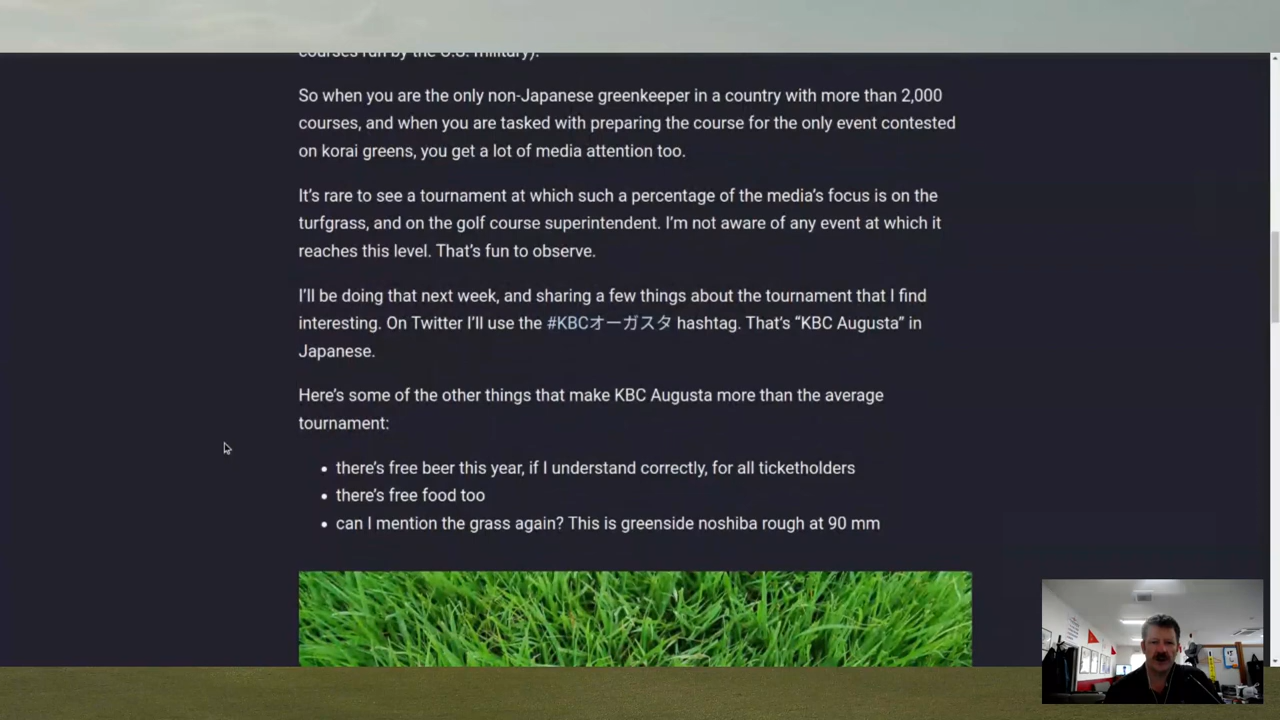 courses run by the U.S. military).
So when you are the only non-Japanese greenkeeper in a country with more than 2,000
courses, and when you are tasked with preparing the course for the only event contested
on korai greens, you get a lot of media attention too.
It’s rare to see a tournament at which such a percentage of the media’s focus is on the
turfgrass, and on the golf course superintendent. I’m not aware of any event at which it
reaches this level. That’s fun to observe.
I’ll be doing that next week, and sharing a few things about the tournament that I find
interesting. On Twitter I’ll use the #KBCオーガスタ hashtag. That’s “KBC Augusta” in
Japanese.
Here’s some of the other things that make KBC Augusta more than the average
tournament:
• there’s free beer this year, if I understand correctly, for all ticketholders
• there’s free food too
• can I mention the grass again? This is greenside noshiba rough at 90 mm